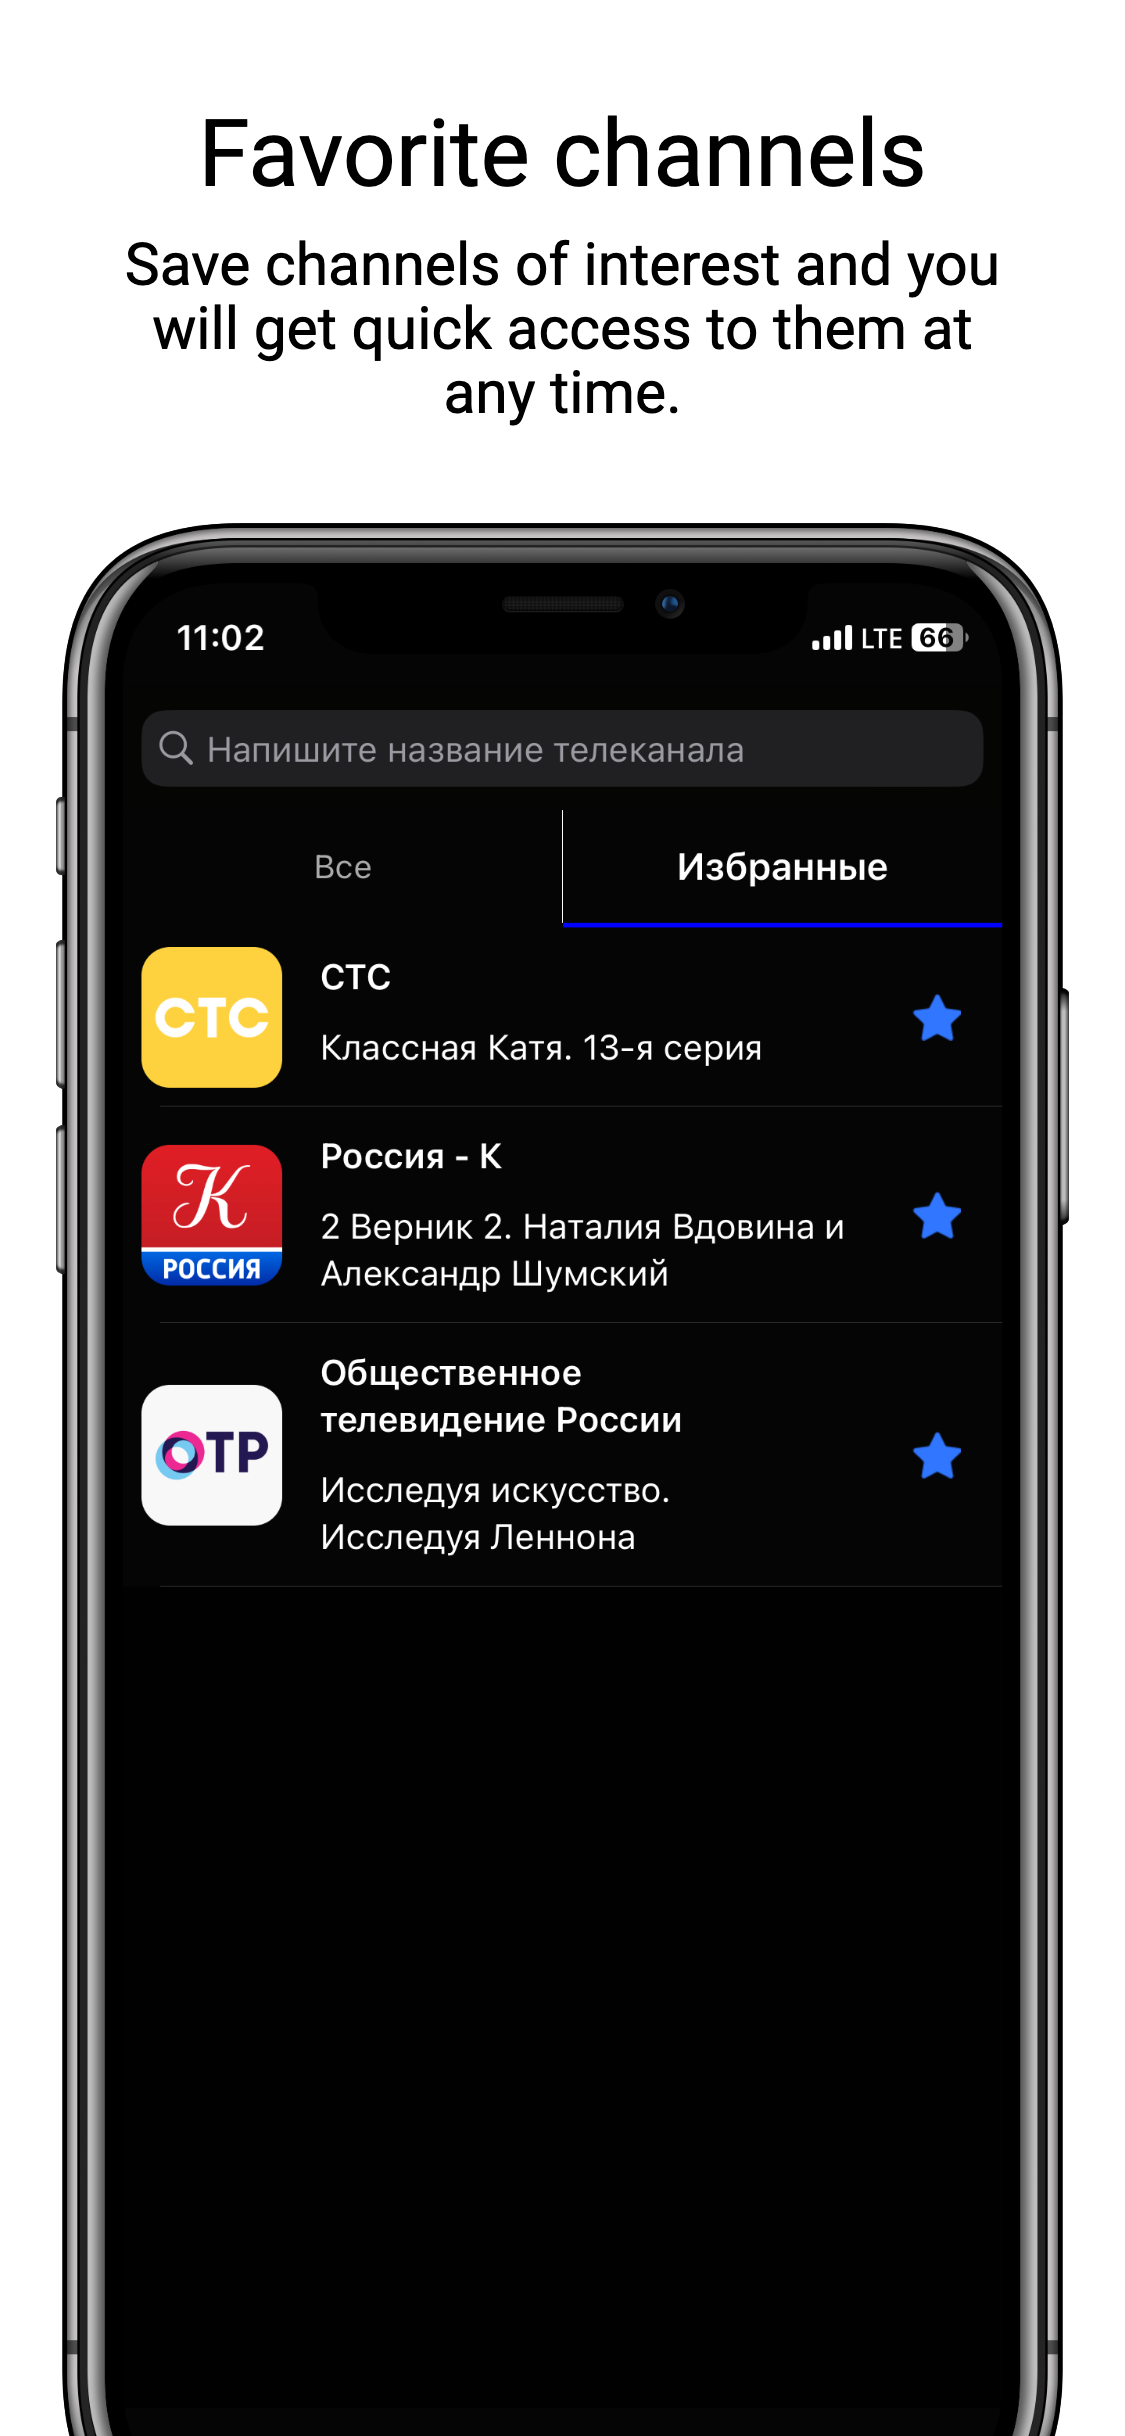 Favorite channels
Save channels of interest and you
will get quick access to them at
any time.
11:02
LTE 66
Напишите название телеканала
Все
Избранные
СТС
СТС
Классная Катя. 13-я серия
К
РОССИЯ
Россия - К
2 Верник 2. Наталия Вдовина и
Александр Шумский
ОТР
Общественное
телевидение России
Исследуя искусство.
Исследуя Леннона